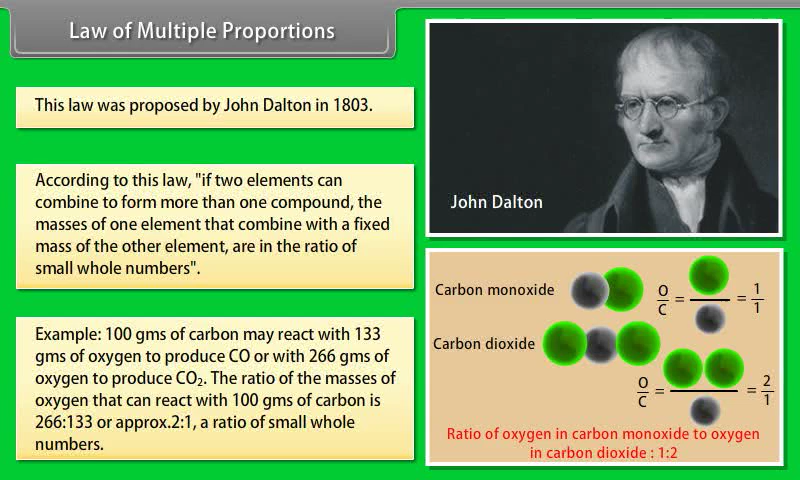 Law of Multiple Proportions
This law was proposed by John Dalton in 1803.
According to this law, "if two elements can
combine to form more than one compound, the
masses of one element that combine with a fixed
mass of the other element, are in the ratio of
small whole numbers".
Example: 100 gms of carbon may react with 133
gms of oxygen to produce CO or with 266 gms of
oxygen to produce CO₂. The ratio of the masses of
oxygen that can react with 100 gms of carbon is
266:133 or approx.2:1, a ratio of small whole
numbers.
John Dalton
Carbon monoxide
O/C = = 1/1
Carbon dioxide
O/C = = 2/1
Ratio of oxygen in carbon monoxide to oxygen
in carbon dioxide : 1:2